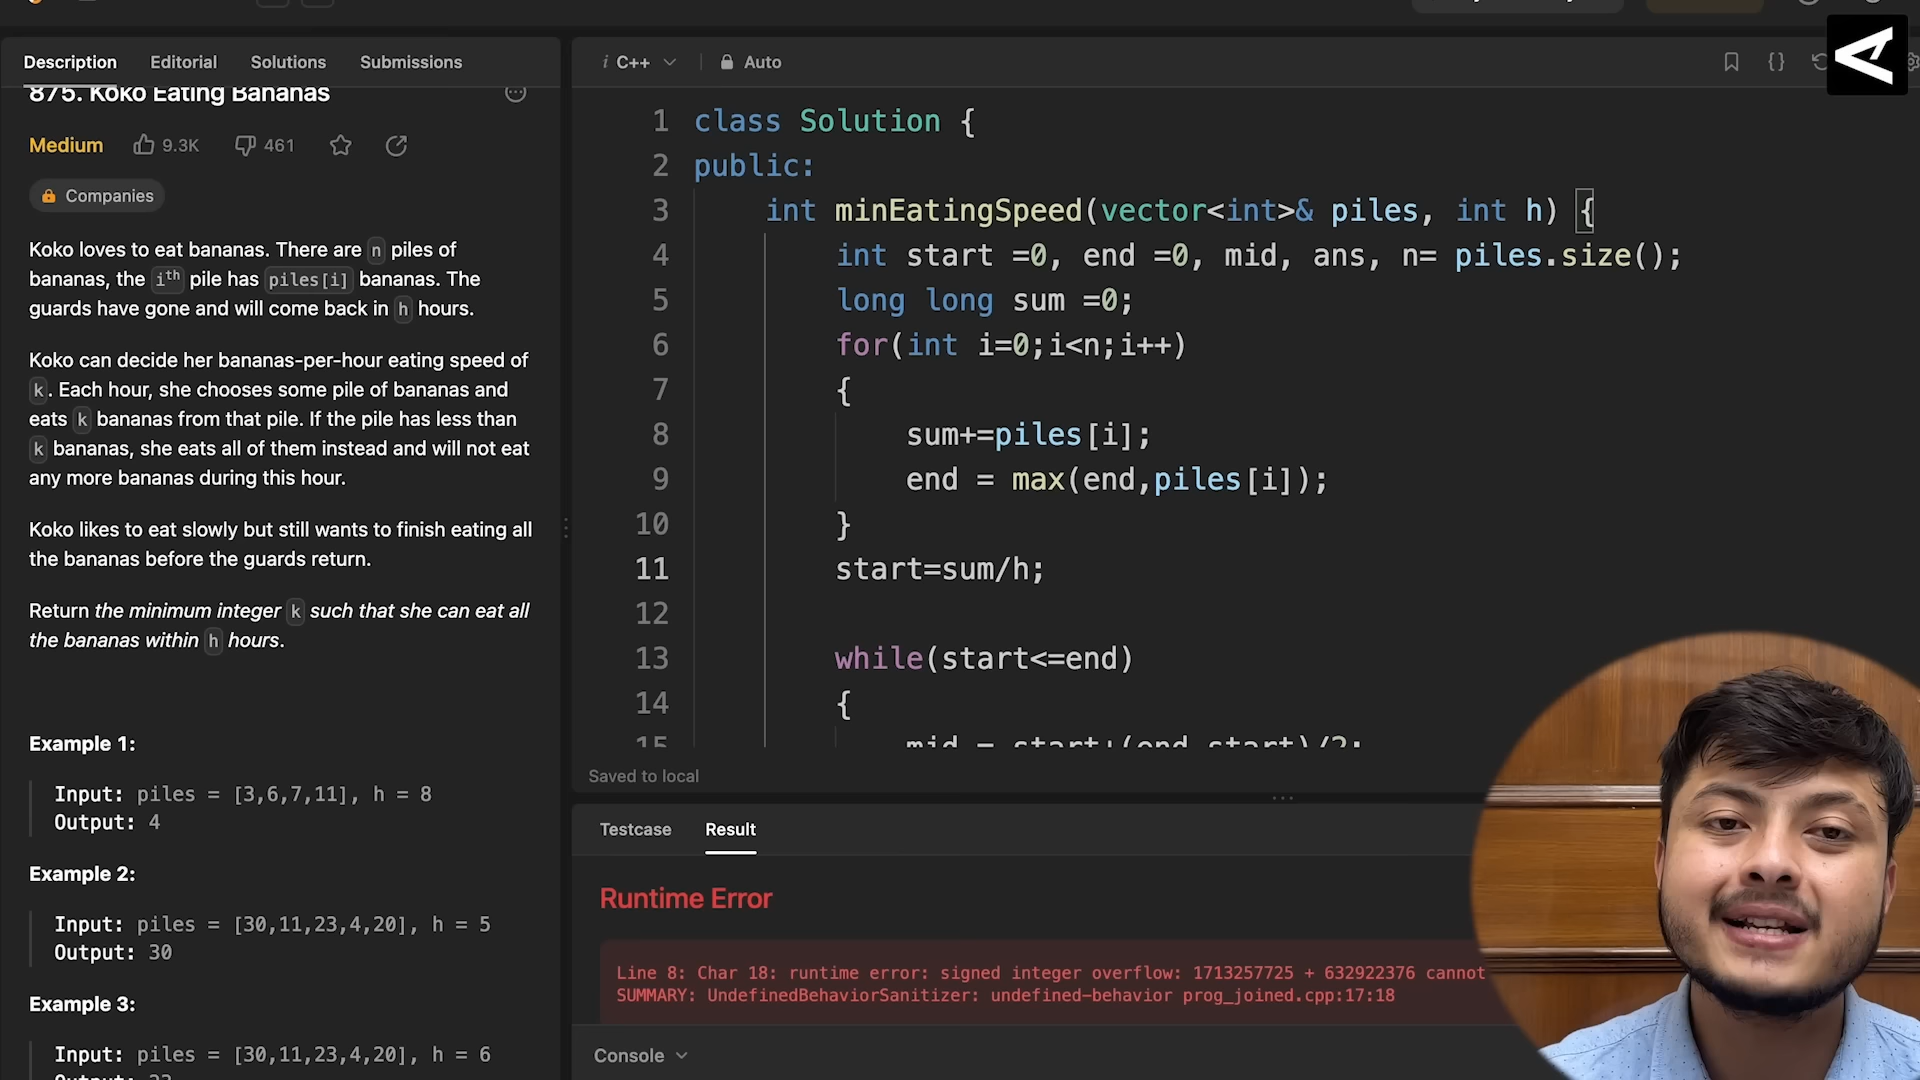 Description Editorial Solutions Submissions
875. Koko Eating Bananas
Medium 9.3K 461
Companies
Koko loves to eat bananas. There are n piles of
bananas, the ith pile has piles[i] bananas. The
guards have gone and will come back in h hours.
Koko can decide her bananas-per-hour eating speed of
k. Each hour, she chooses some pile of bananas and
eats k bananas from that pile. If the pile has less than
k bananas, she eats all of them instead and will not eat
any more bananas during this hour.
Koko likes to eat slowly but still wants to finish eating all
the bananas before the guards return.
Return the minimum integer k such that she can eat all
the bananas within h hours.
Example 1:
Input: piles = [3,6,7,11], h = 8
Output: 4
Example 2:
Input: piles = [30,11,23,4,20], h = 5
Output: 30
Example 3:
Input: piles = [30,11,23,4,20], h = 6
i C++ Auto
1 class Solution {
2 public:
3 int minEatingSpeed(vector<int>& piles, int h) {
4 int start =0, end =0, mid, ans, n= piles.size();
5 long long sum =0;
6 for(int i=0;i<n;i++)
7 {
8 sum+=piles[i];
9 end = max(end,piles[i]);
10 }
11 start=sum/h;
12
13 while(start<=end)
14 {
15 mid = start+(end-start)/2;
Saved to local
Testcase Result
Runtime Error
Line 8: Char 18: runtime error: signed integer overflow: 1713257725 + 632922376 cannot
SUMMARY: UndefinedBehaviorSanitizer: undefined-behavior prog_joined.cpp:17:18
Console